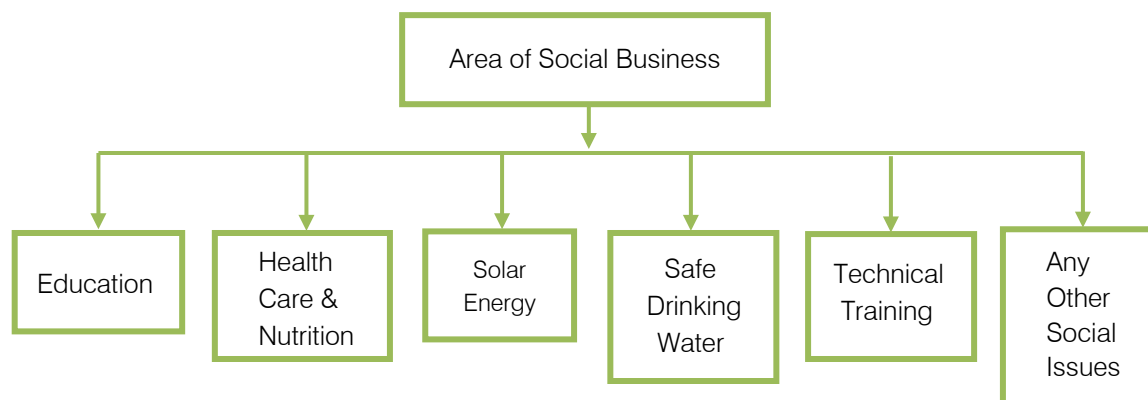 Area of Social Business
Education
Health
Care &
Nutrition
Solar
Energy
Safe
Drinking
Water
Technical
Training
Any
Other
Social
Issues